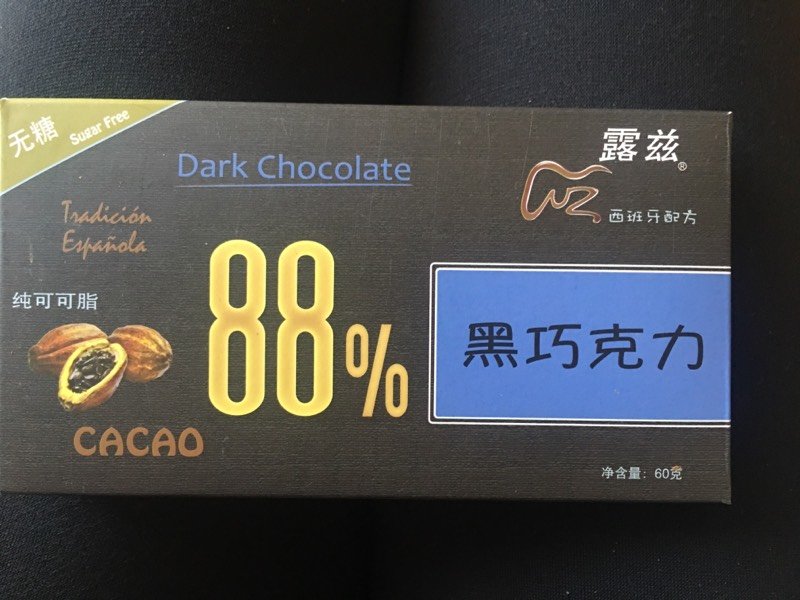 无糖 Sugar Free
Dark Chocolate
露兹®
西班牙配方
Tradición
Española
纯可可脂
88%
黑巧克力
CACAO
净含量：60克